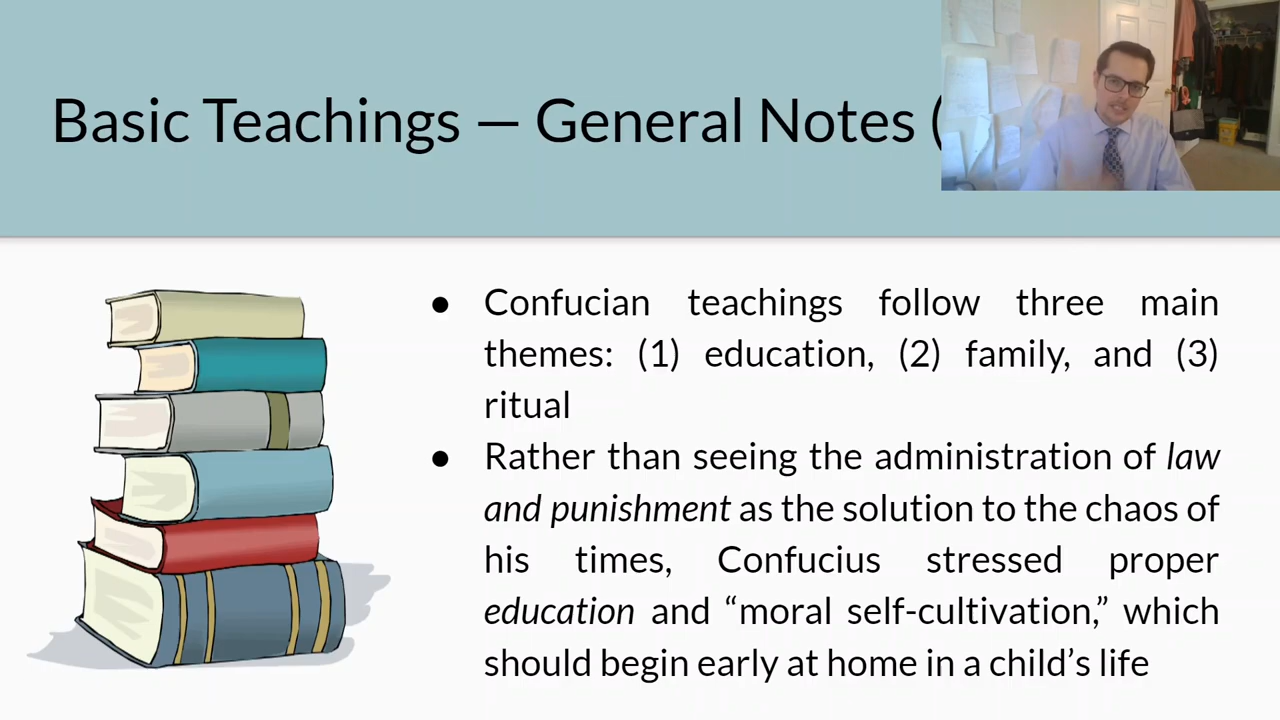 Basic Teachings — General Notes (
● Confucian teachings follow three main
themes: (1) education, (2) family, and (3)
ritual
● Rather than seeing the administration of law
and punishment as the solution to the chaos of
his times, Confucius stressed proper
education and “moral self-cultivation,” which
should begin early at home in a child’s life